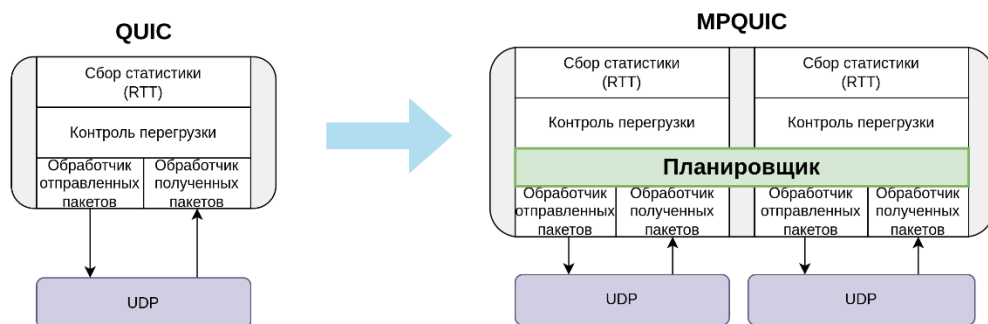 QUIC
Сбор статистики
(RTT)
Контроль перегрузки
Обработчик
отправленных
пакетов
Обработчик
полученных
пакетов
UDP
MPQUIC
Сбор статистики
(RTT)
Сбор статистики
(RTT)
Контроль перегрузки
Контроль перегрузки
Планировщик
Обработчик
отправленных
пакетов
Обработчик
полученных
пакетов
Обработчик
отправленных
пакетов
Обработчик
полученных
пакетов
UDP
UDP